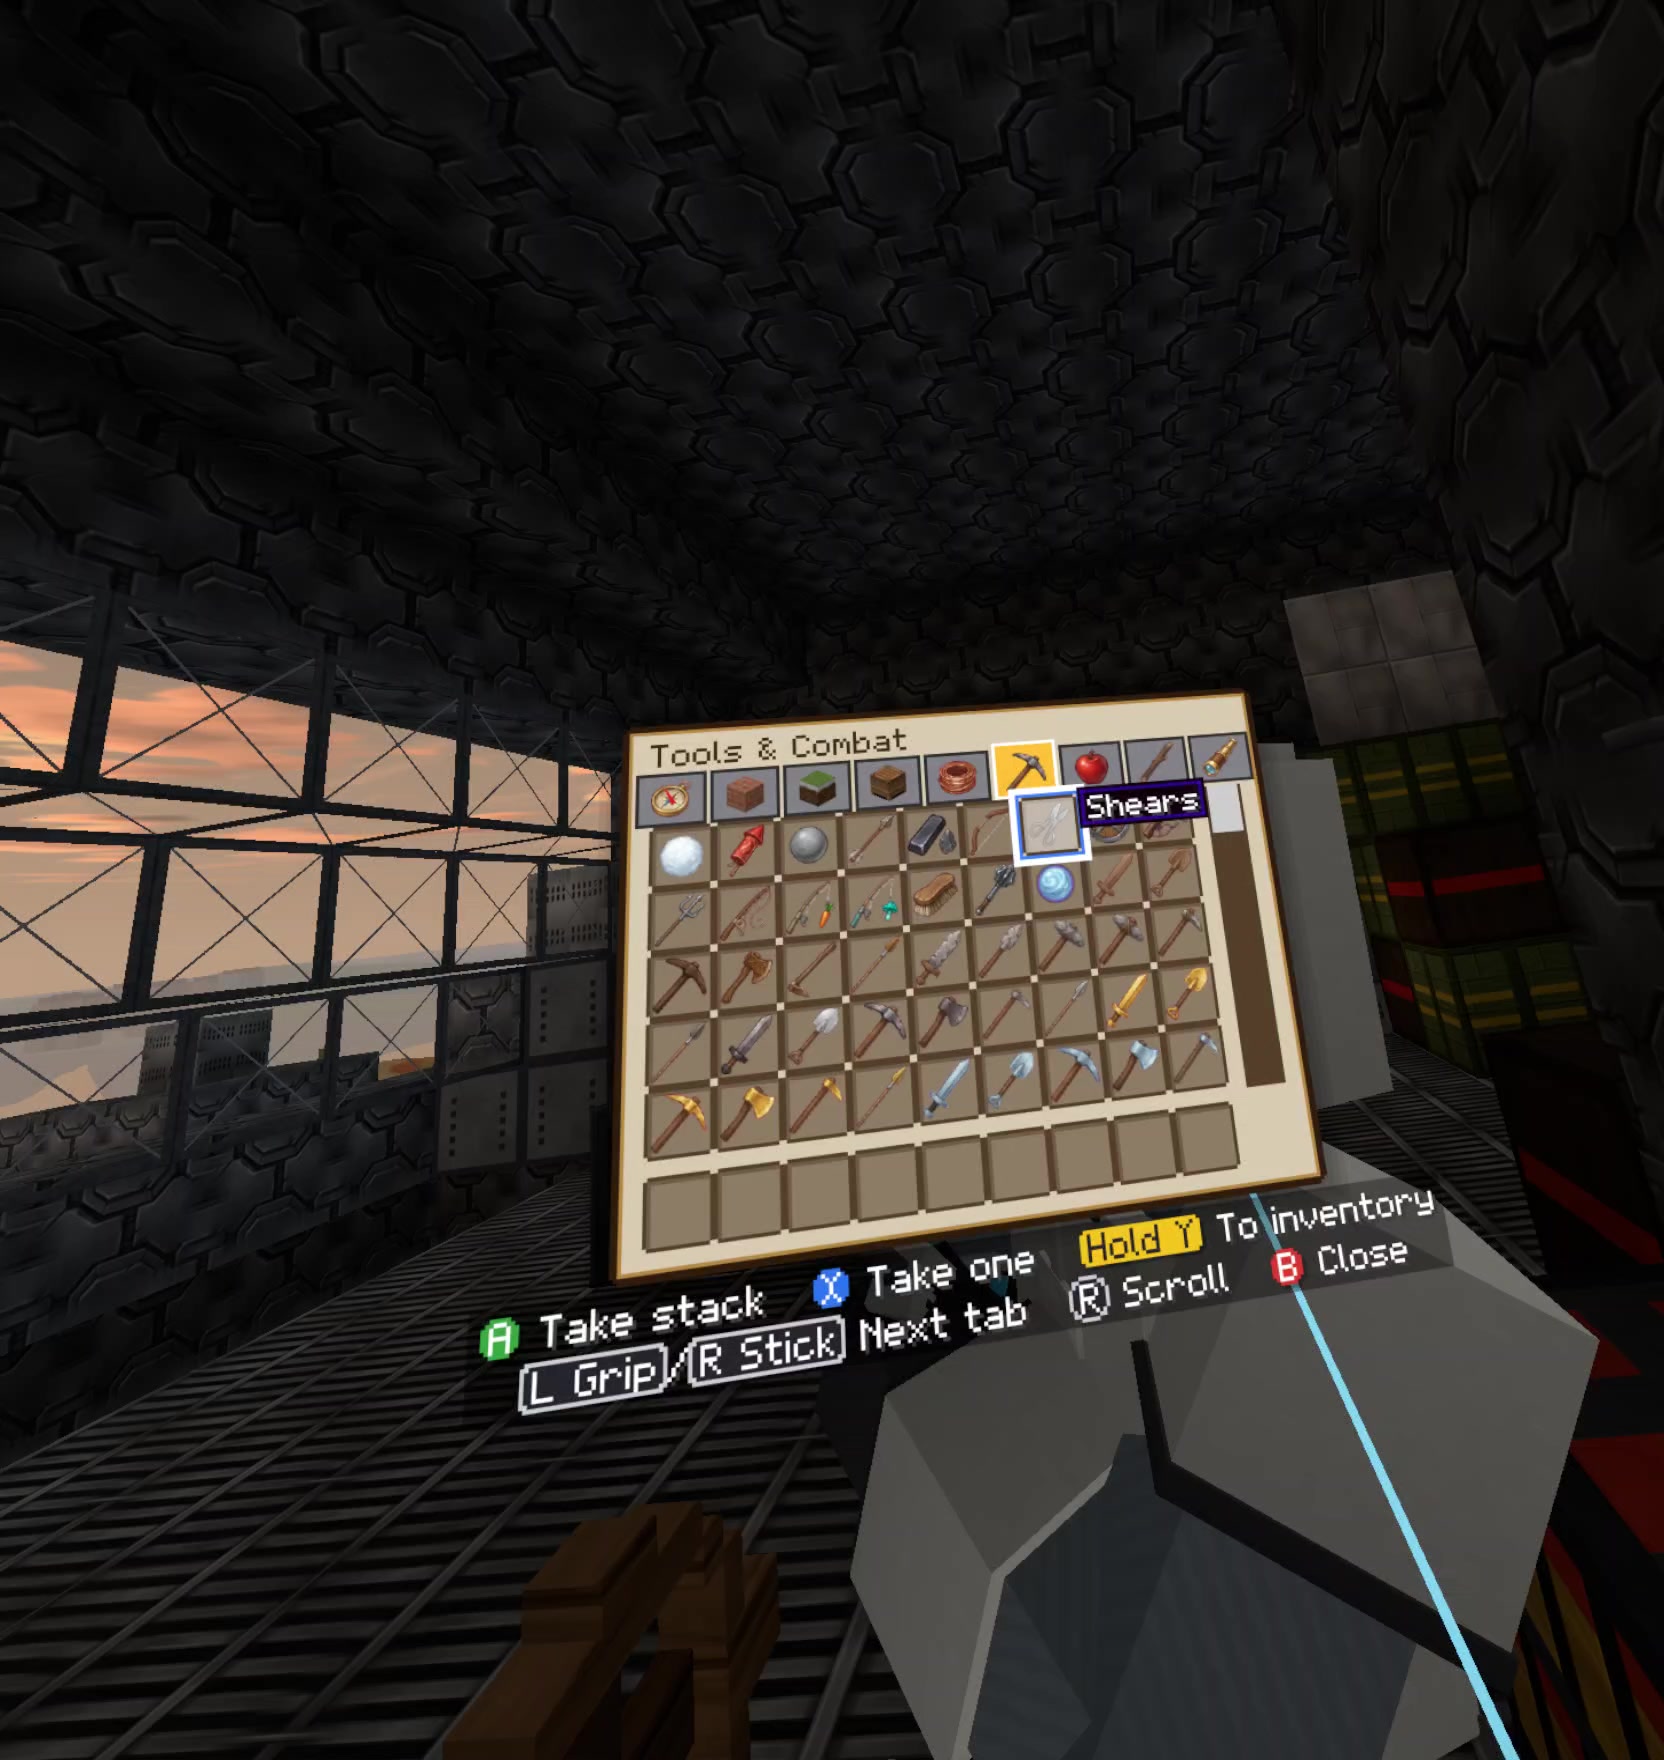 Tools & Combat
Shears
A Take stack X Take one Hold Y To inventory
L Grip/R Stick Next tab R Scroll B Close